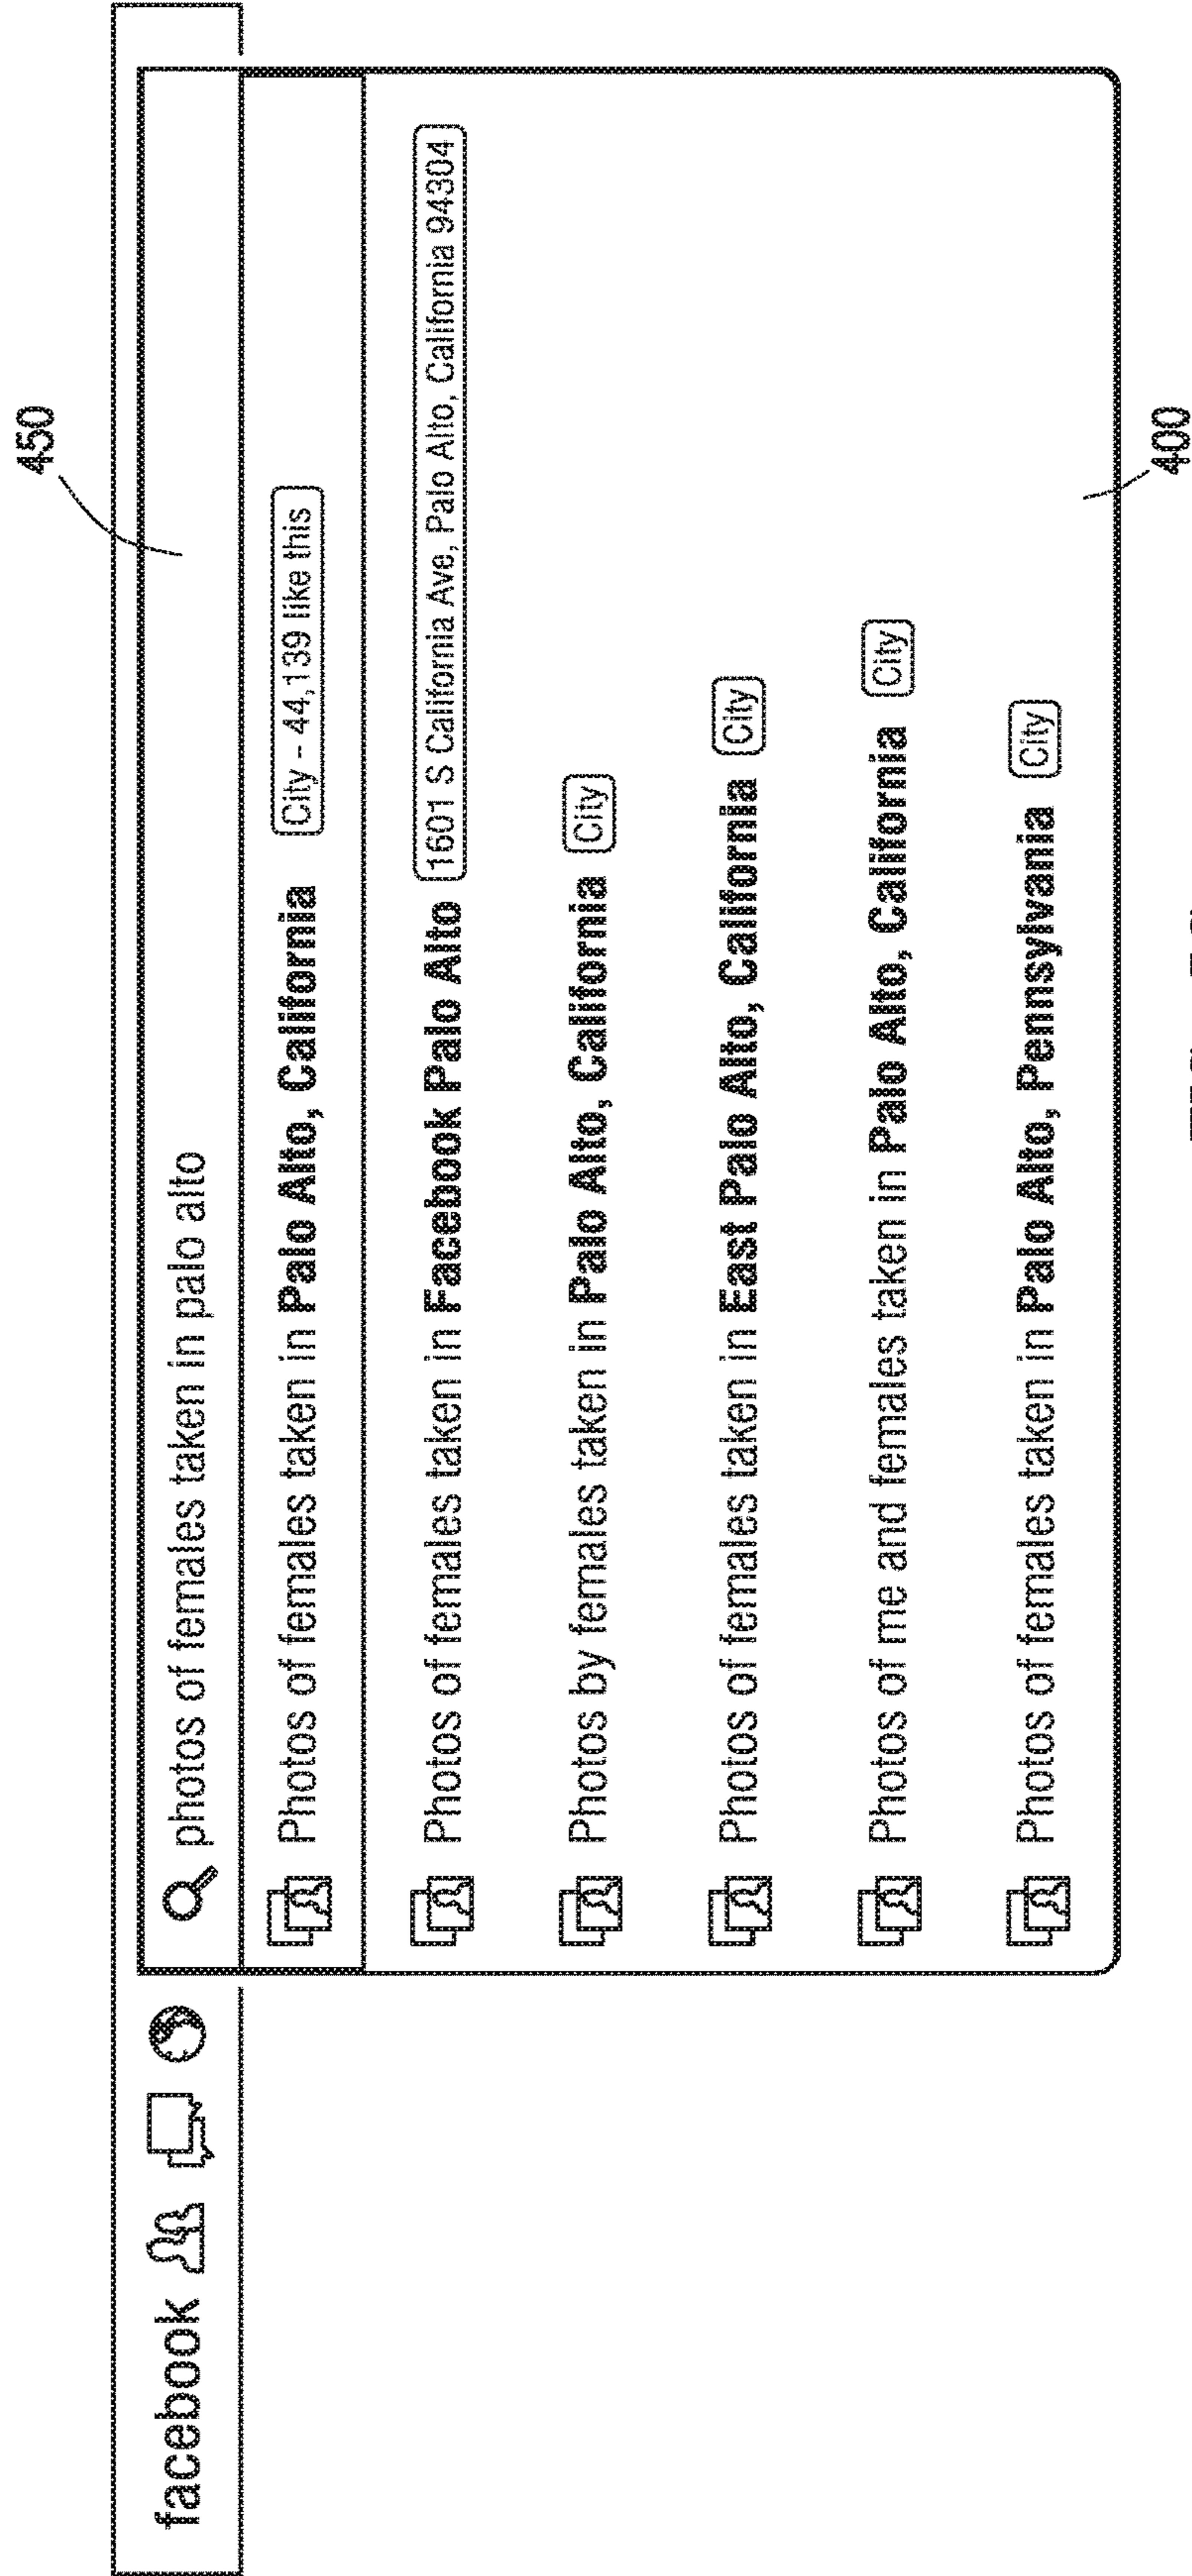 450
facebook
photos of females taken in palo alto
Photos of females taken in Palo Alto, California City - 44,139 like this
Photos of females taken in Facebook Palo Alto 1601 S California Ave, Palo Alto, California 94304
Photos by females taken in Palo Alto, California City
Photos of females taken in East Palo Alto, California City
Photos of me and females taken in Palo Alto, California City
Photos of females taken in Palo Alto, Pennsylvania City
400